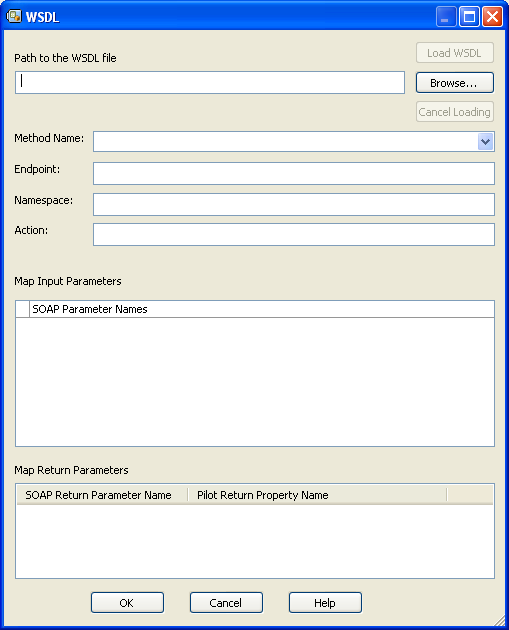 WSDL
Path to the WSDL file
Load WSDL
Browse...
Cancel Loading
Method Name:
Endpoint:
Namespace:
Action:
Map Input Parameters
SOAP Parameter Names
Map Return Parameters
SOAP Return Parameter Name Pilot Return Property Name
OK Cancel Help